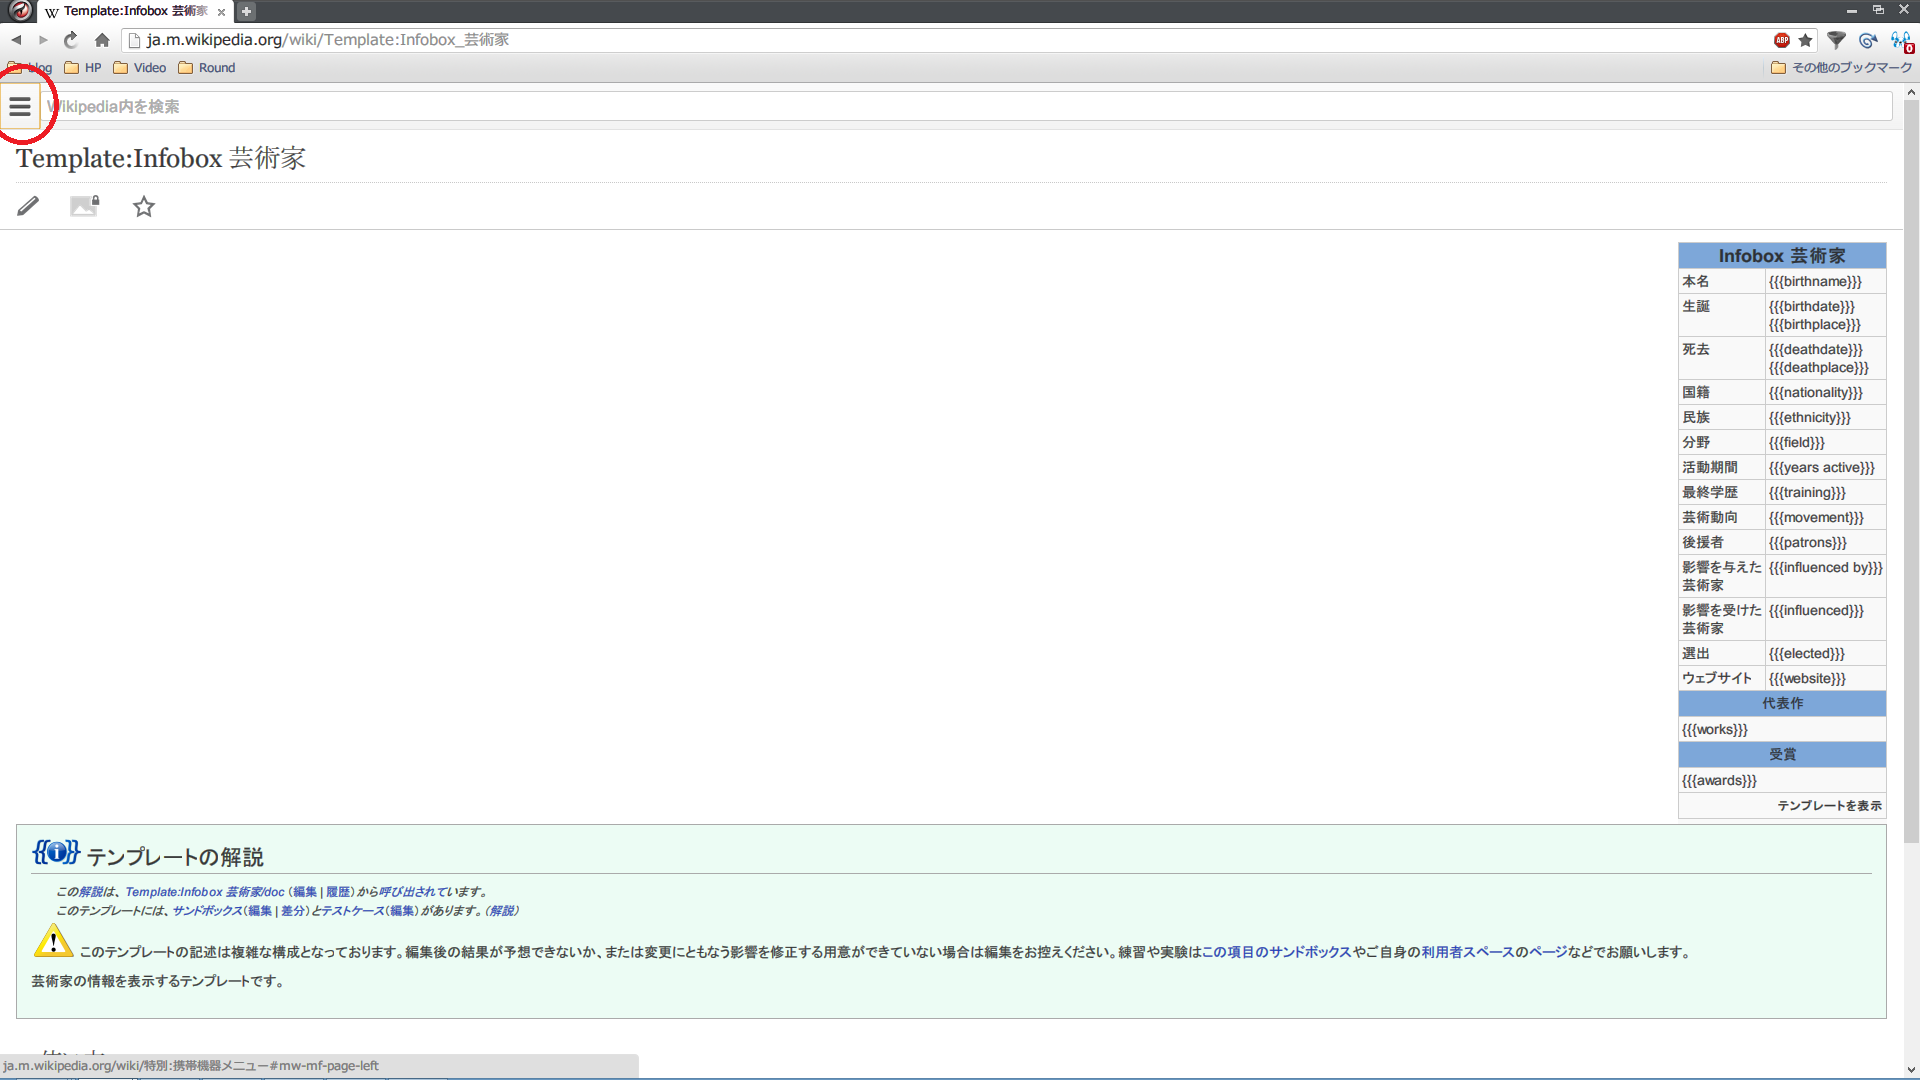 Template:Infobox 芸術家
ja.m.wikipedia.org/wiki/Template:Infobox_芸術家
ABP
0
blog HP Video Round その他のブックマーク
Wikipedia内を検索
Template:Infobox 芸術家
Infobox 芸術家
本名 {{{birthname}}}
生誕 {{{birthdate}}}
{{{birthplace}}}
死去 {{{deathdate}}}
{{{deathplace}}}
国籍 {{{nationality}}}
民族 {{{ethnicity}}}
分野 {{{field}}}
活動期間 {{{years active}}}
最終学歴 {{{training}}}
芸術動向 {{{movement}}}
後援者 {{{patrons}}}
影響を与えた {{{influenced by}}}
芸術家
影響を受けた {{{influenced}}}
芸術家
選出 {{{elected}}}
ウェブサイト {{{website}}}
代表作
{{{works}}}
受賞
{{{awards}}}
テンプレートを表示
{{i}} テンプレートの解説
この解説は、Template:Infobox 芸術家/doc (編集 | 履歴) から呼び出されています。
このテンプレートには、サンドボックス (編集 | 差分) とテストケース (編集) があります。（解説）
このテンプレートの記述は複雑な構成となっております。編集後の結果が予想できないか、または変更にともなう影響を修正する用意ができていない場合は編集をお控えください。練習や実験はこの項目のサンドボックスやご自身の利用者スペースのページなどでお願いします。
芸術家の情報を表示するテンプレートです。
ja.m.wikipedia.org/wiki/特別:携帯機器メニュー#mw-mf-page-left